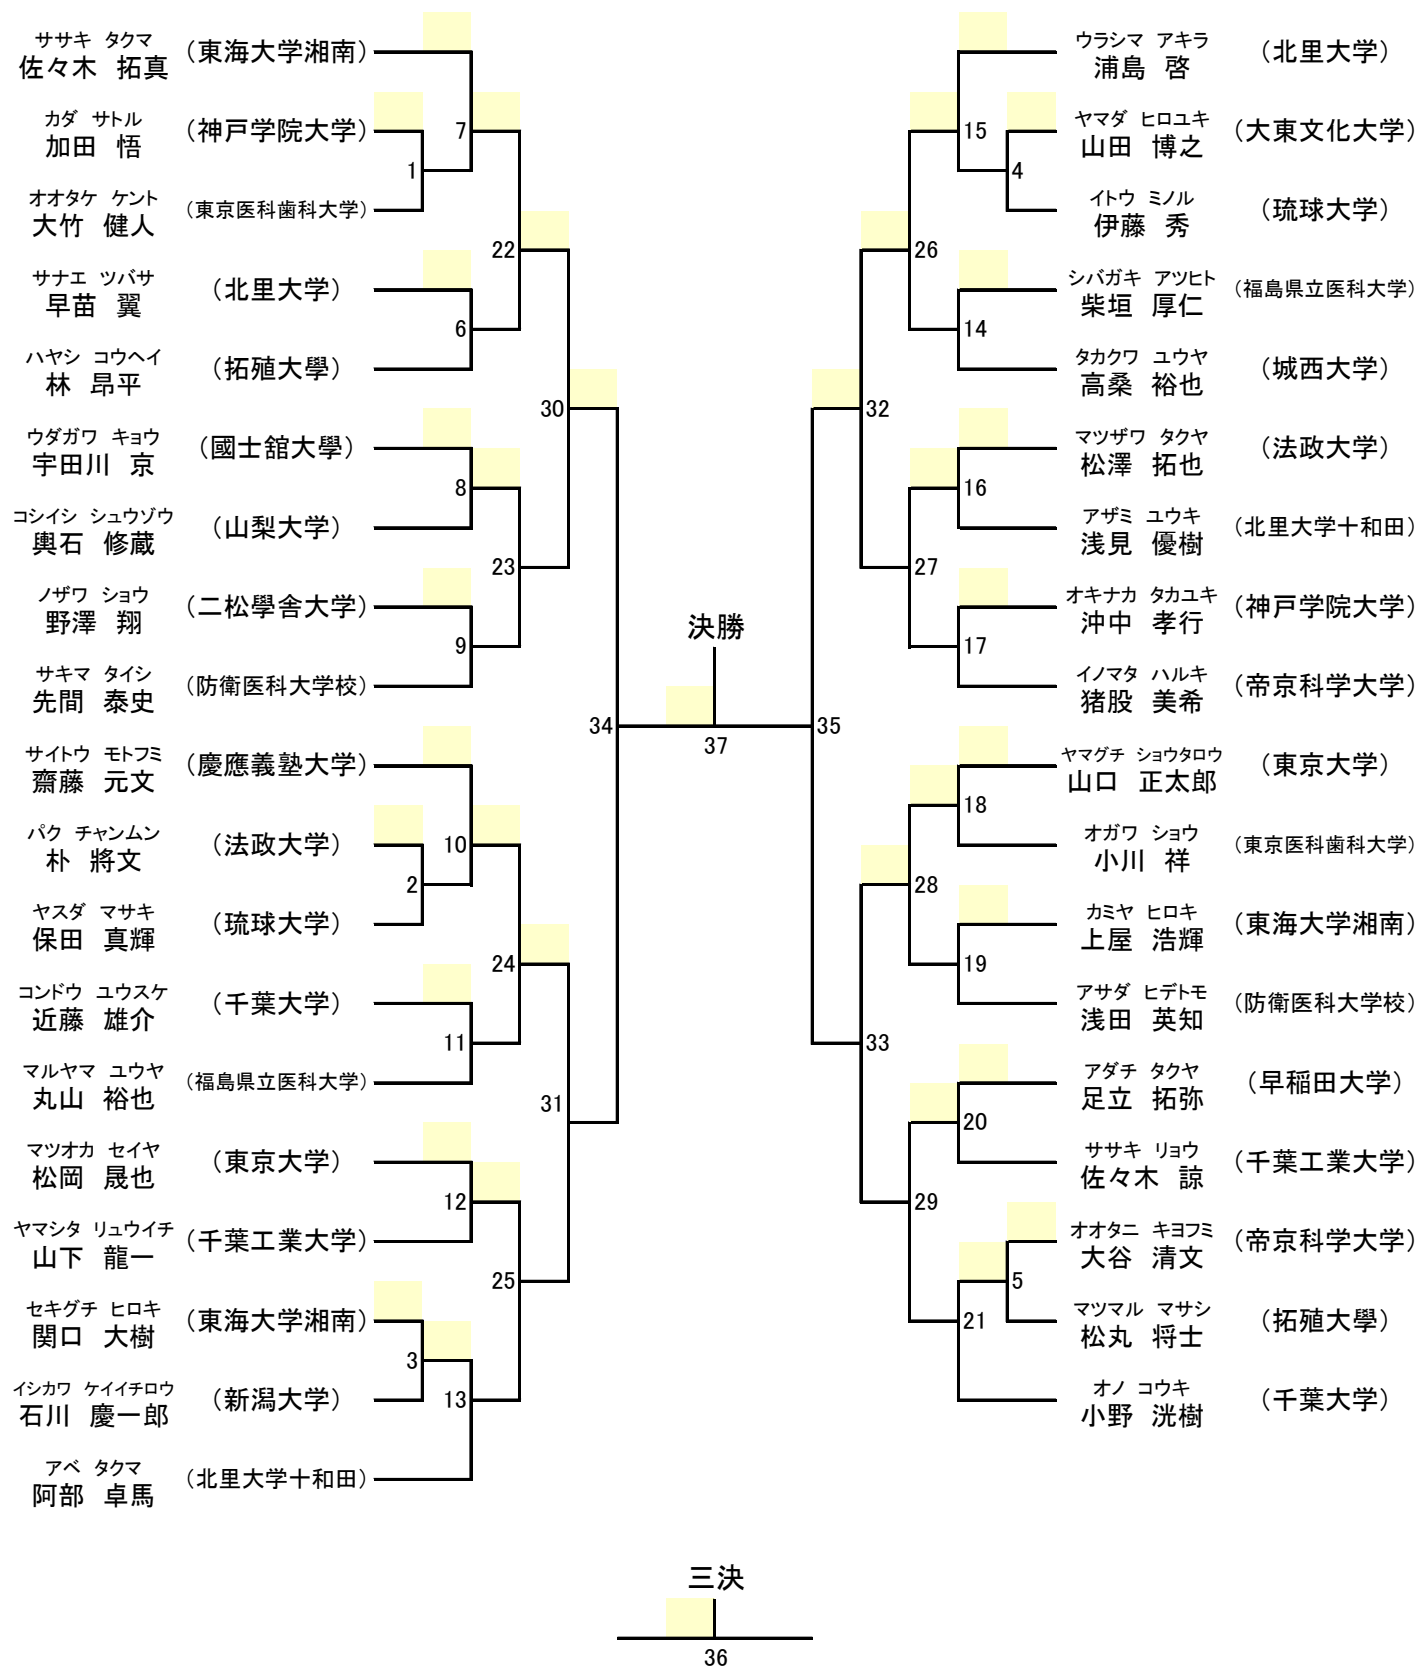 ササキ タクマ
佐々木 拓真 (東海大学湘南)
カダ サトル
加田 悟 (神戸学院大学)
オオタケ ケント
大竹 健人 (東京医科歯科大学)
サナエ ツバサ
早苗 翼 (北里大学)
ハヤシ コウヘイ
林 昂平 (拓殖大學)
ウダガワ キョウ
宇田川 京 (國士舘大學)
コシイシ シュウゾウ
輿石 修蔵 (山梨大学)
ノザワ ショウ
野澤 翔 (二松學舎大学)
サキマ タイシ
先間 泰史 (防衛医科大学校)
サイトウ モトフミ
齋藤 元文 (慶應義塾大学)
パク チャンムン
朴 將文 (法政大学)
ヤスダ マサキ
保田 真輝 (琉球大学)
コンドウ ユウスケ
近藤 雄介 (千葉大学)
マルヤマ ユウヤ
丸山 裕也 (福島県立医科大学)
マツオカ セイヤ
松岡 晟也 (東京大学)
ヤマシタ リュウイチ
山下 龍一 (千葉工業大学)
セキグチ ヒロキ
関口 大樹 (東海大学湘南)
イシカワ ケイイチロウ
石川 慶一郎 (新潟大学)
アベ タクマ
阿部 卓馬 (北里大学十和田)
7
1
22
6
30
8
23
9
34
10
2
24
11
31
12
25
3
13
決勝
37
15
4
26
14
32
16
27
17
35
18
28
19
33
20
29
5
21
ウラシマ アキラ
浦島 啓 (北里大学)
ヤマダ ヒロユキ
山田 博之 (大東文化大学)
イトウ ミノル
伊藤 秀 (琉球大学)
シバガキ アツヒト
柴垣 厚仁 (福島県立医科大学)
タカクワ ユウヤ
高桑 裕也 (城西大学)
マツザワ タクヤ
松澤 拓也 (法政大学)
アザミ ユウキ
浅見 優樹 (北里大学十和田)
オキナカ タカユキ
沖中 孝行 (神戸学院大学)
イノマタ ハルキ
猪股 美希 (帝京科学大学)
ヤマグチ ショウタロウ
山口 正太郎 (東京大学)
オガワ ショウ
小川 祥 (東京医科歯科大学)
カミヤ ヒロキ
上屋 浩輝 (東海大学湘南)
アサダ ヒデトモ
浅田 英知 (防衛医科大学校)
アダチ タクヤ
足立 拓弥 (早稲田大学)
ササキ リョウ
佐々木 諒 (千葉工業大学)
オオタニ キヨフミ
大谷 清文 (帝京科学大学)
マツマル マサシ
松丸 将士 (拓殖大學)
オノ コウキ
小野 洸樹 (千葉大学)
三決
36